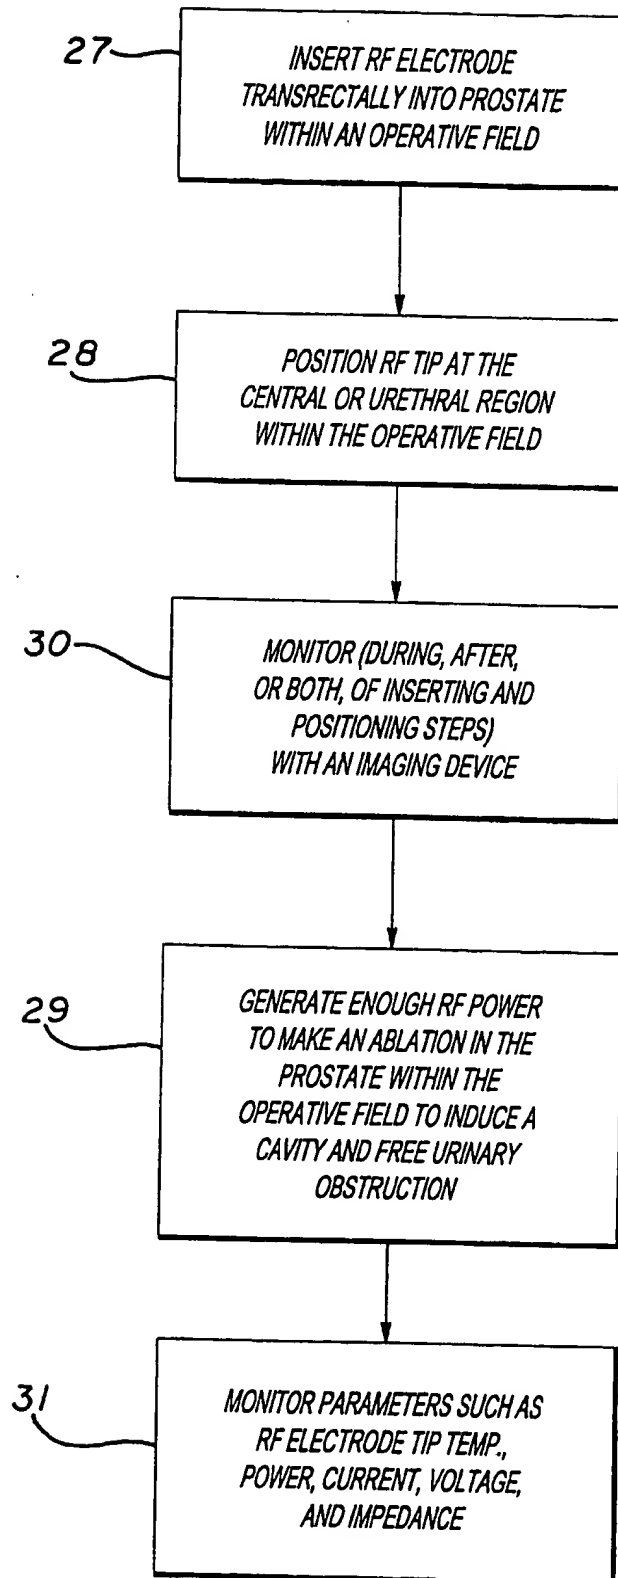 27
INSERT RF ELECTRODE
TRANSRECTALLY INTO PROSTATE
WITHIN AN OPERATIVE FIELD
28
POSITION RF TIP AT THE
CENTRAL OR URETHRAL REGION
WITHIN THE OPERATIVE FIELD
30
MONITOR (DURING, AFTER,
OR BOTH, OF INSERTING AND
POSITIONING STEPS)
WITH AN IMAGING DEVICE
29
GENERATE ENOUGH RF POWER
TO MAKE AN ABLATION IN THE
PROSTATE WITHIN THE
OPERATIVE FIELD TO INDUCE A
CAVITY AND FREE URINARY
OBSTRUCTION
31
MONITOR PARAMETERS SUCH AS
RF ELECTRODE TIP TEMP.,
POWER, CURRENT, VOLTAGE,
AND IMPEDANCE